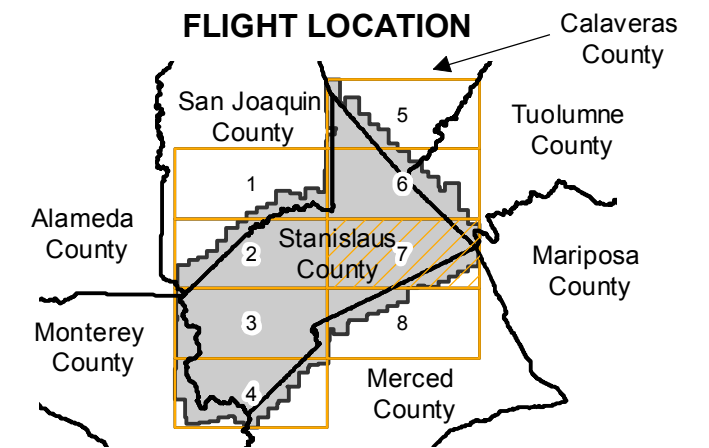 FLIGHT LOCATION
Calaveras
County
San Joaquin
County
5
Tuolumne
County
1
6
Alameda
County
2
Stanislaus
County
7
Mariposa
County
Monterey
County
3
8
4
Merced
County